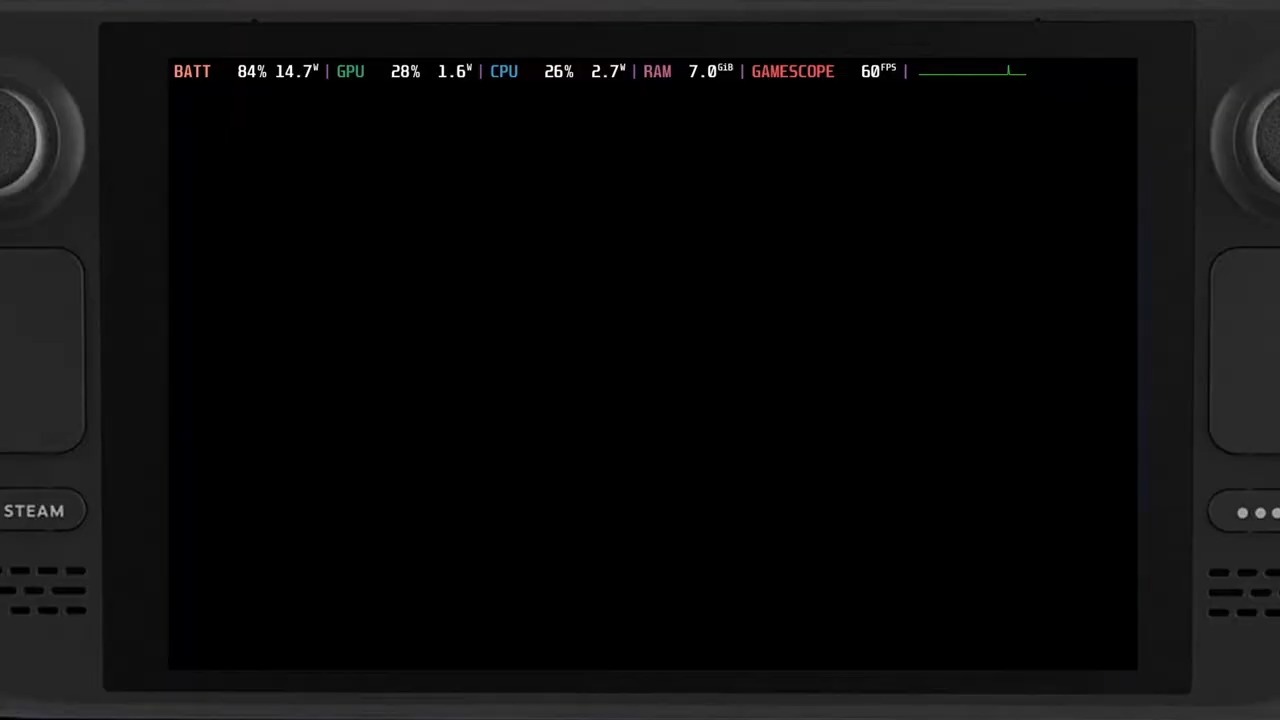 BATT 84% 14.7W | GPU 28% 1.6W | CPU 26% 2.7W | RAM 7.0GiB | GAMESCOPE 60FPS |
STEAM